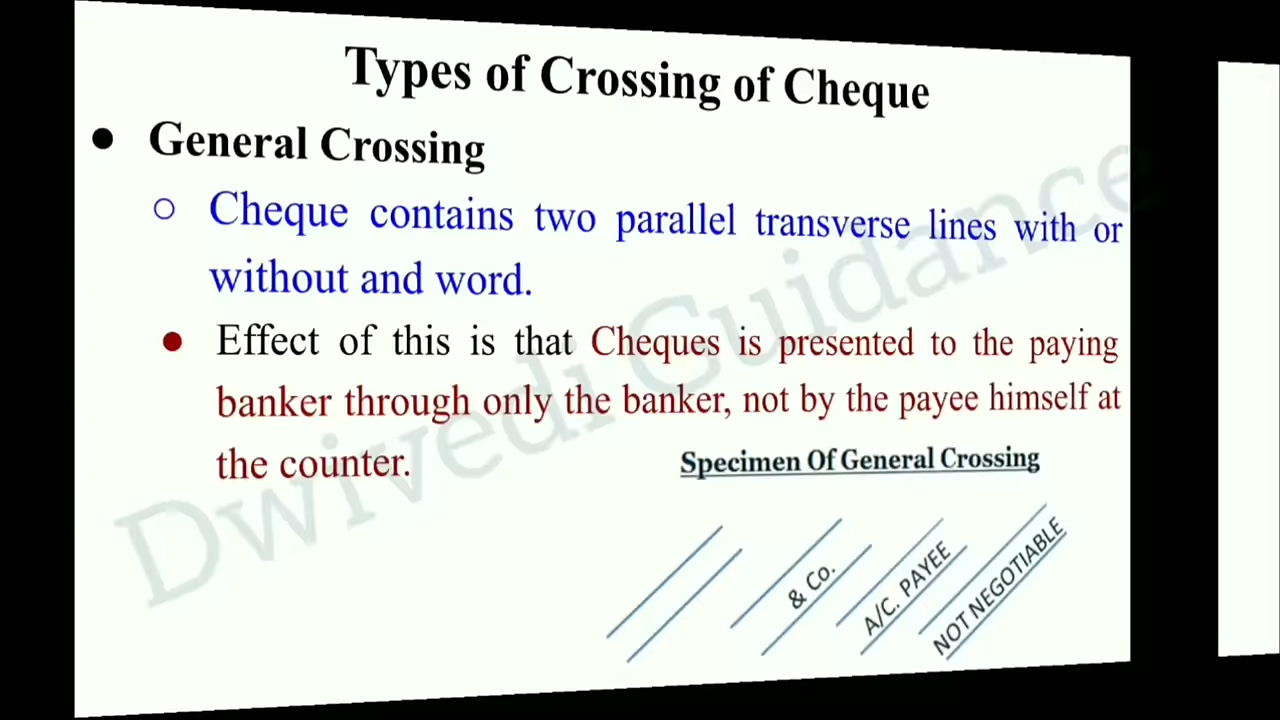 Types of Crossing of Cheque
● General Crossing
○ Cheque contains two parallel transverse lines with or
without and word.
● Effect of this is that Cheques is presented to the paying
banker through only the banker, not by the payee himself at
the counter.
Specimen Of General Crossing
& Co.
A/C. PAYEE
NOT NEGOTIABLE
Dwivedi Guidance